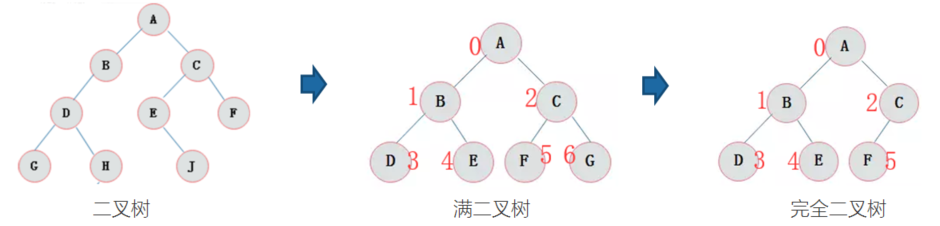 A
B C
D E F
G H J
二叉树
0 A
1 B 2 C
D 3 4 E F 5 6 G
满二叉树
0 A
1 B 2 C
D 3 4 E F 5
完全二叉树